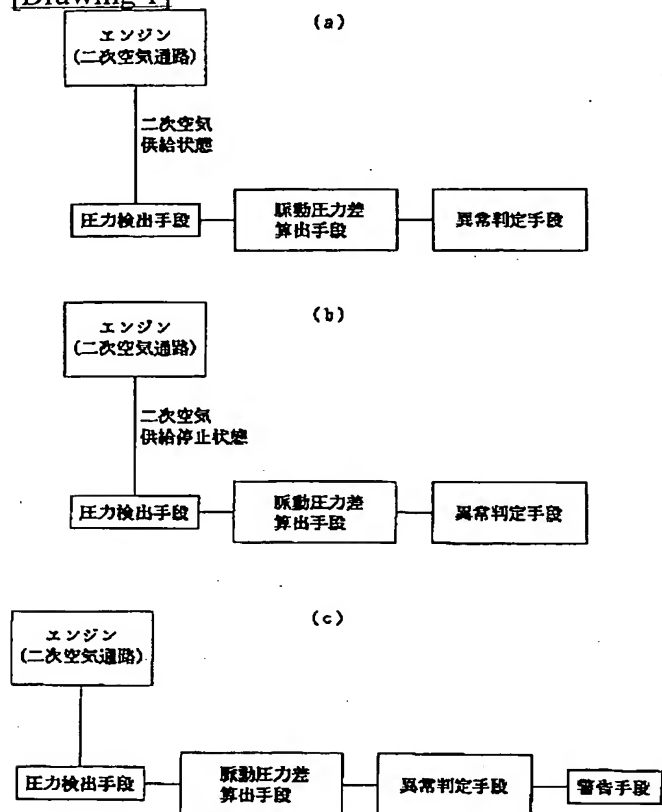 [Drawing 1]
(a)
エンジン
(二次空気通路)
二次空気
供給状態
圧力検出手段
脈動圧力差
算出手段
異常判定手段
(b)
エンジン
(二次空気通路)
二次空気
供給停止状態
圧力検出手段
脈動圧力差
算出手段
異常判定手段
(c)
エンジン
(二次空気通路)
圧力検出手段
脈動圧力差
算出手段
異常判定手段
警告手段